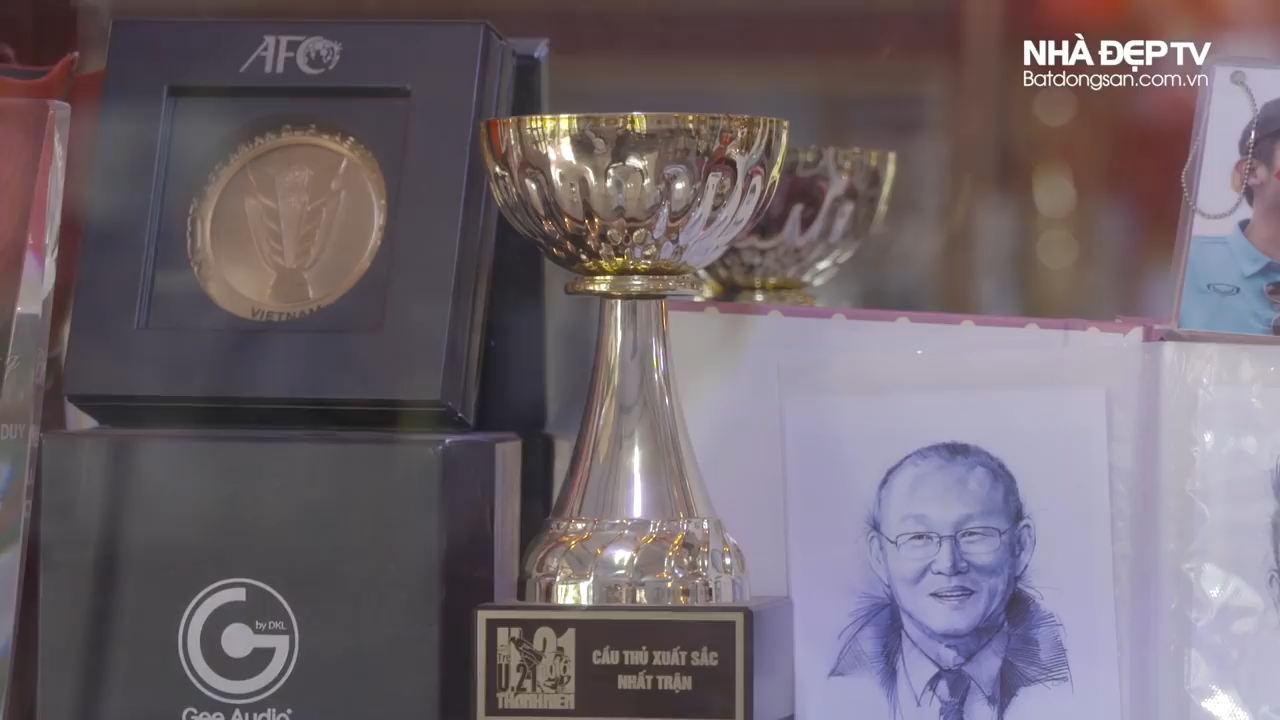 NHÀ ĐẸP TV
Batdongsan.com.vn
AFC
VIETNAM
DUY
by DKL
Gee Audio
U.21
THANH NIÊN
CẦU THỦ XUẤT SẮC
NHẤT TRẬN